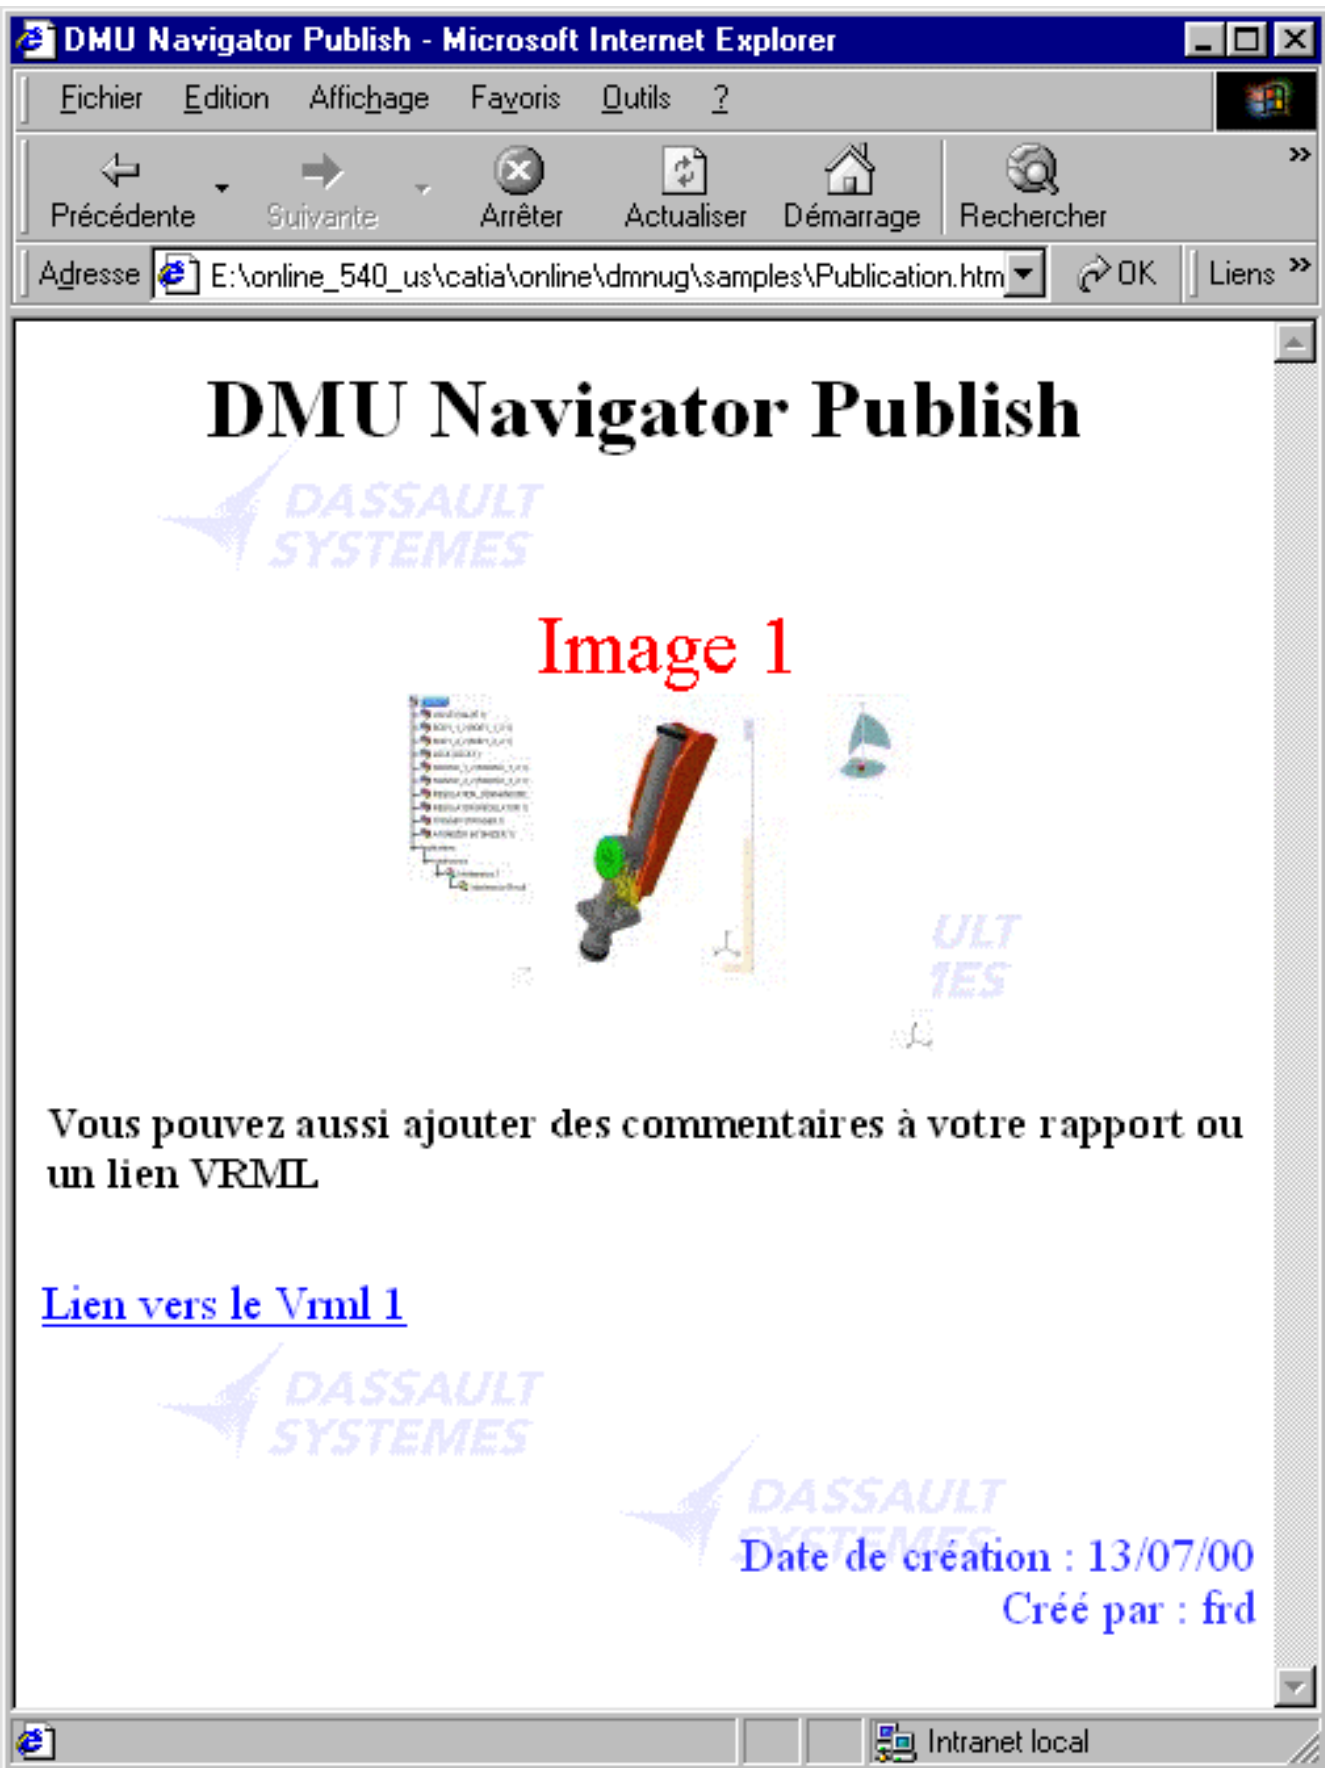 DMU Navigator Publish - Microsoft Internet Explorer
Fichier Edition Affichage Favoris Outils ?
Précédente Suivante Arrêter Actualiser Démarrage Rechercher »
Adresse E:\online_540_us\catia\online\dmnug\samples\Publication.htm OK Liens »
DMU Navigator Publish
DASSAULT
SYSTEMES
Image 1
ULT
MES
Vous pouvez aussi ajouter des commentaires à votre rapport ou
un lien VRML
Lien vers le Vrml 1
DASSAULT
SYSTEMES
DASSAULT
SYSTEMES
Date de création : 13/07/00
Créé par : frd
Intranet local